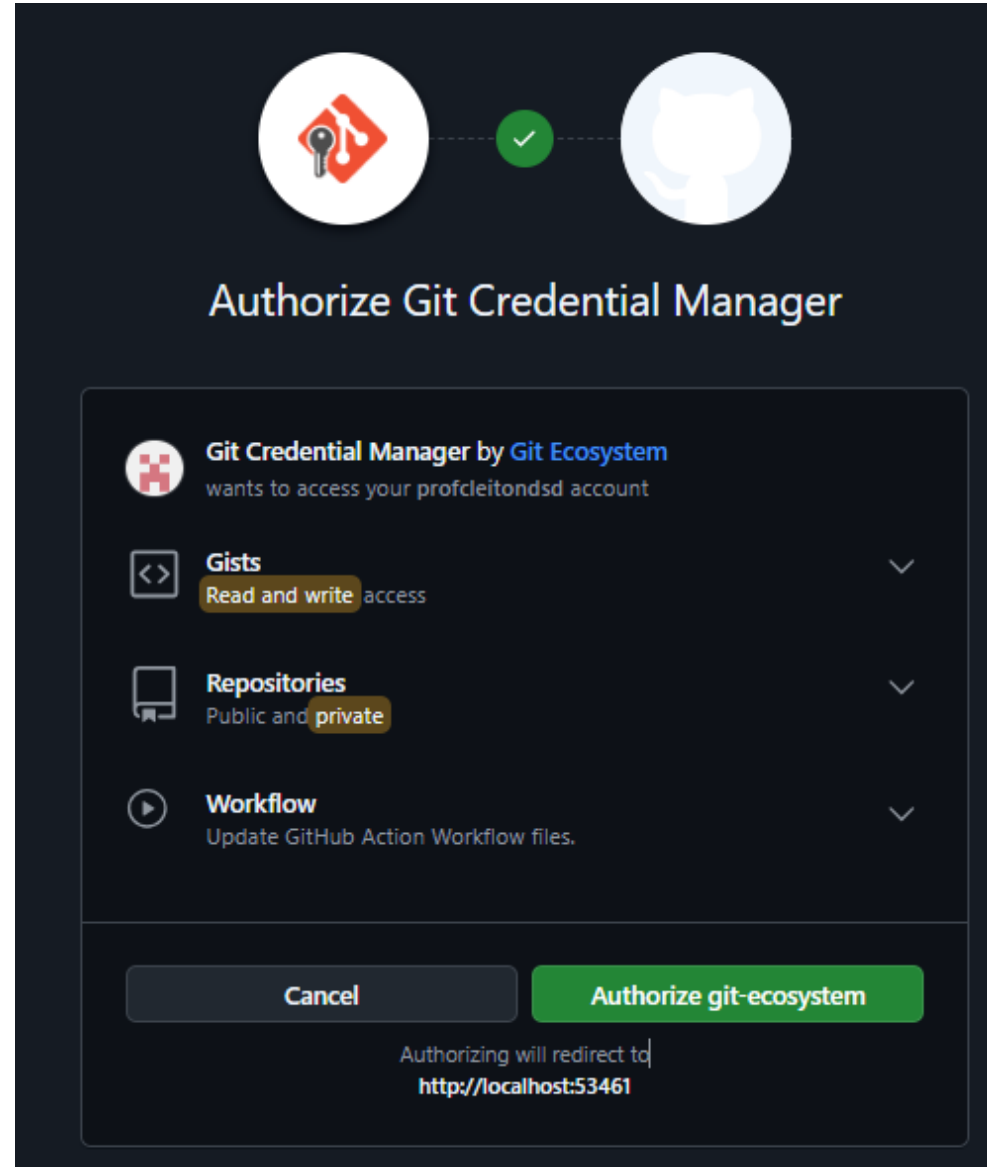 Authorize Git Credential Manager
Git Credential Manager by Git Ecosystem
wants to access your profcleitondsd account
Gists
Read and write access
Repositories
Public and private
Workflow
Update GitHub Action Workflow files.
Cancel
Authorize git-ecosystem
Authorizing will redirect to
http://localhost:53461